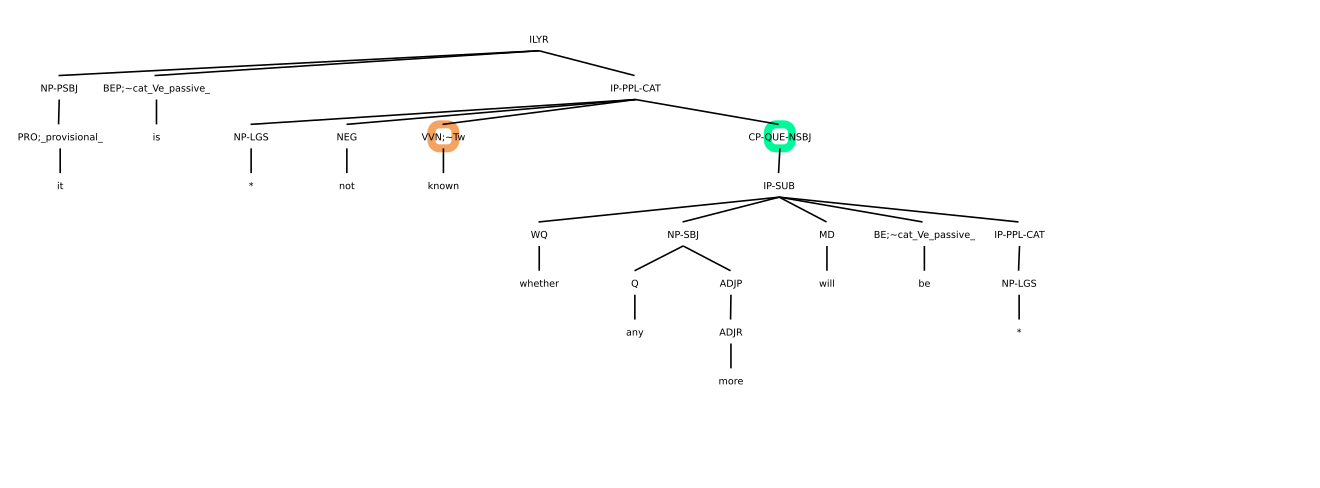 ILYR
NP-PSBJ BEP;~cat_Ve_passive_ IP-PPL-CAT
PRO;_provisional_ is NP-LGS NEG VVN;~Tw CP-QUE-NSBJ
it * not known IP-SUB
WQ NP-SBJ MD BE;~cat_Ve_passive_ IP-PPL-CAT
whether Q ADJP will be NP-LGS
any ADJR *
more